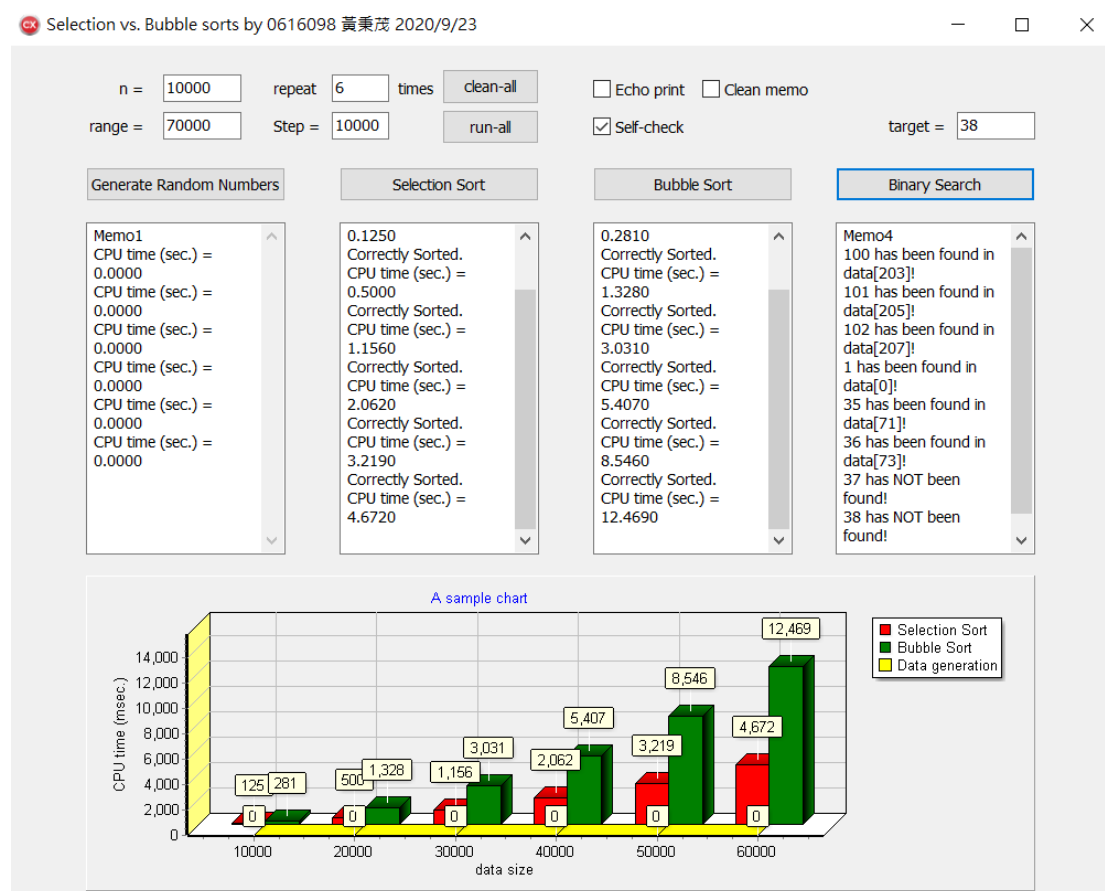 Selection vs. Bubble sorts by 0616098 黃秉茂 2020/9/23
n = 10000 repeat 6 times clean-all Echo print Clean memo
range = 70000 Step = 10000 run-all Self-check target = 38
Generate Random Numbers Selection Sort Bubble Sort Binary Search
Memo1
CPU time (sec.) =
0.0000
CPU time (sec.) =
0.0000
CPU time (sec.) =
0.0000
CPU time (sec.) =
0.0000
CPU time (sec.) =
0.0000
CPU time (sec.) =
0.0000
0.1250
Correctly Sorted.
CPU time (sec.) =
0.5000
Correctly Sorted.
CPU time (sec.) =
1.1560
Correctly Sorted.
CPU time (sec.) =
2.0620
Correctly Sorted.
CPU time (sec.) =
3.2190
Correctly Sorted.
CPU time (sec.) =
4.6720
0.2810
Correctly Sorted.
CPU time (sec.) =
1.3280
Correctly Sorted.
CPU time (sec.) =
3.0310
Correctly Sorted.
CPU time (sec.) =
5.4070
Correctly Sorted.
CPU time (sec.) =
8.5460
Correctly Sorted.
CPU time (sec.) =
12.4690
Memo4
100 has been found in
data[203]!
101 has been found in
data[205]!
102 has been found in
data[207]!
1 has been found in
data[0]!
35 has been found in
data[71]!
36 has been found in
data[73]!
37 has NOT been
found!
38 has NOT been
found!
A sample chart
CPU time (msec.)
14,000
12,000
10,000
8,000
6,000
4,000
2,000
0
125 281 500 1,328 1,156 3,031 2,062 5,407 3,219 8,546 4,672 12,469
0 0 0 0 0 0
10000 20000 30000 40000 50000 60000
data size
Selection Sort
Bubble Sort
Data generation